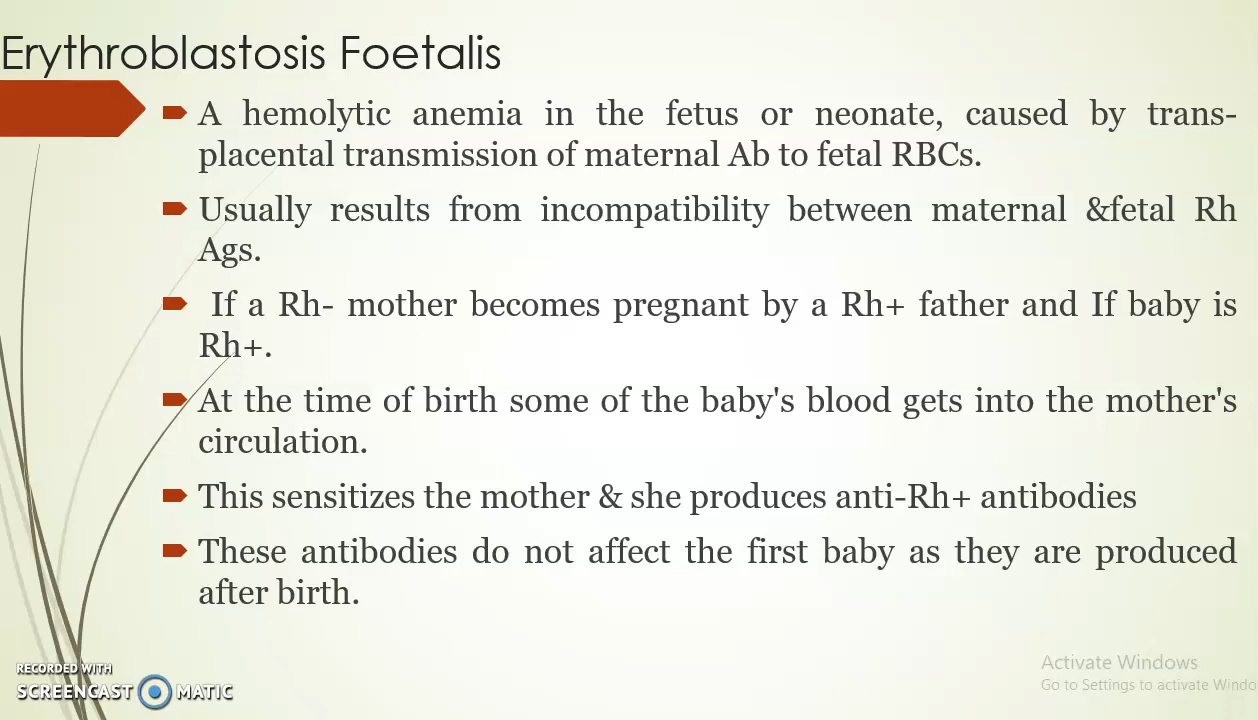 Erythroblastosis Foetalis
A hemolytic anemia in the fetus or neonate, caused by trans-
placental transmission of maternal Ab to fetal RBCs.
Usually results from incompatibility between maternal &fetal Rh
Ags.
If a Rh- mother becomes pregnant by a Rh+ father and If baby is
Rh+.
At the time of birth some of the baby's blood gets into the mother's
circulation.
This sensitizes the mother & she produces anti-Rh+ antibodies
These antibodies do not affect the first baby as they are produced
after birth.
Activate Windows
Go to Settings to activate Windo
RECORDED WITH
SCREENCAST MATIC